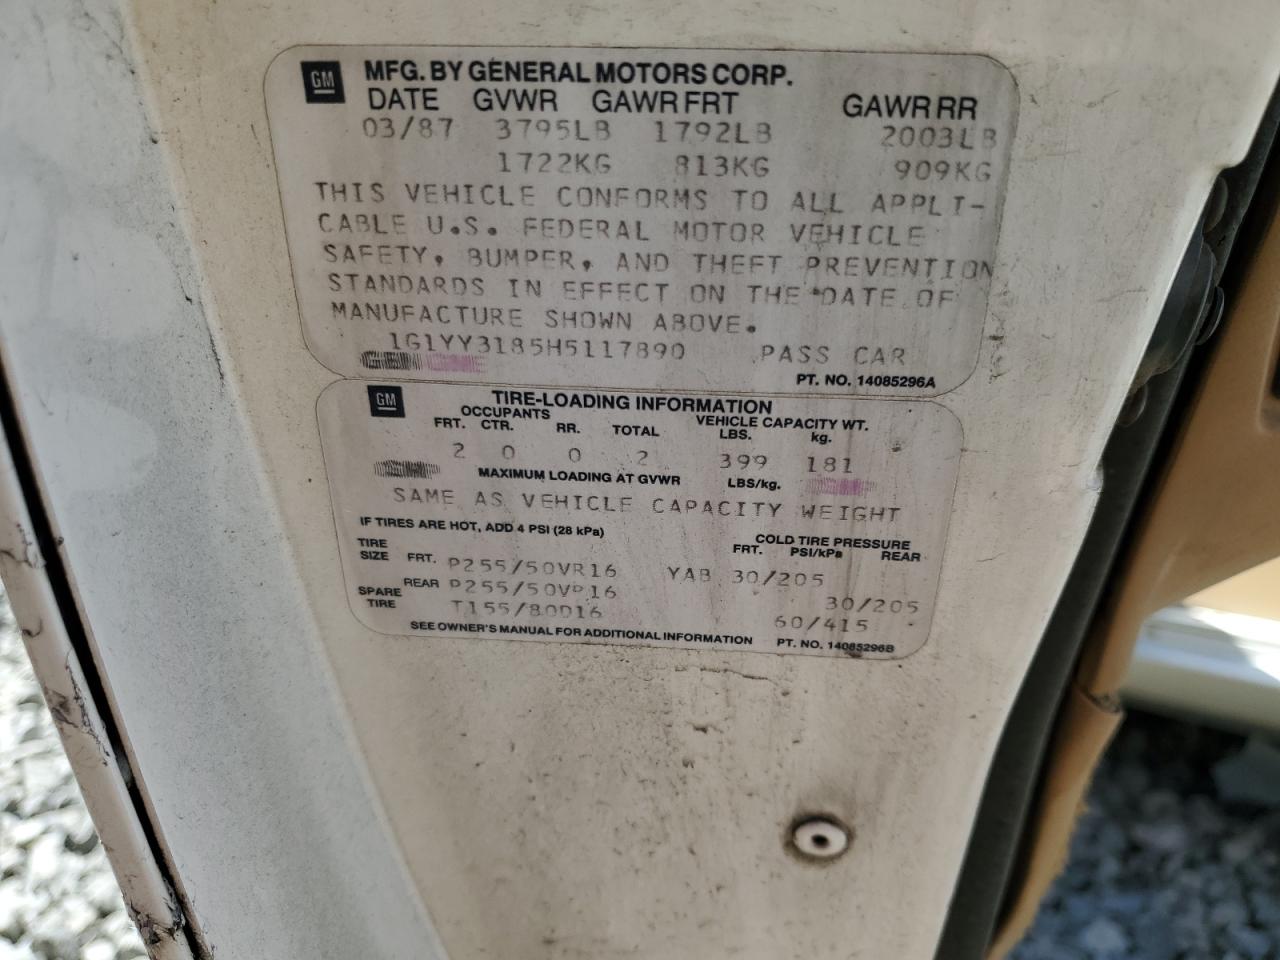 GM MFG. BY GENERAL MOTORS CORP.
DATE GVWR GAWR FRT GAWR RR
03/87 3795LB 1792LB 2003LB
1722KG 813KG 909KG
THIS VEHICLE CONFORMS TO ALL APPLI-
CABLE U.S. FEDERAL MOTOR VEHICLE
SAFETY, BUMPER, AND THEFT PREVENTION
STANDARDS IN EFFECT ON THE DATE OF
MANUFACTURE SHOWN ABOVE.
1G1YY3185H5117890 PASS CAR
PT. NO. 14085296A
GM TIRE-LOADING INFORMATION
OCCUPANTS VEHICLE CAPACITY WT.
FRT. CTR. RR. TOTAL LBS. kg.
2 0 0 2 399 181
MAXIMUM LOADING AT GVWR LBS/kg.
SAME AS VEHICLE CAPACITY WEIGHT
IF TIRES ARE HOT, ADD 4 PSI (28 kPa)
COLD TIRE PRESSURE
TIRE SIZE FRT. PSI/kPa REAR
FRT. P255/50VR16 YAB 30/205
REAR P255/50VR16 30/205
SPARE TIRE T155/80D16 60/415
SEE OWNER'S MANUAL FOR ADDITIONAL INFORMATION PT. NO. 14085296B